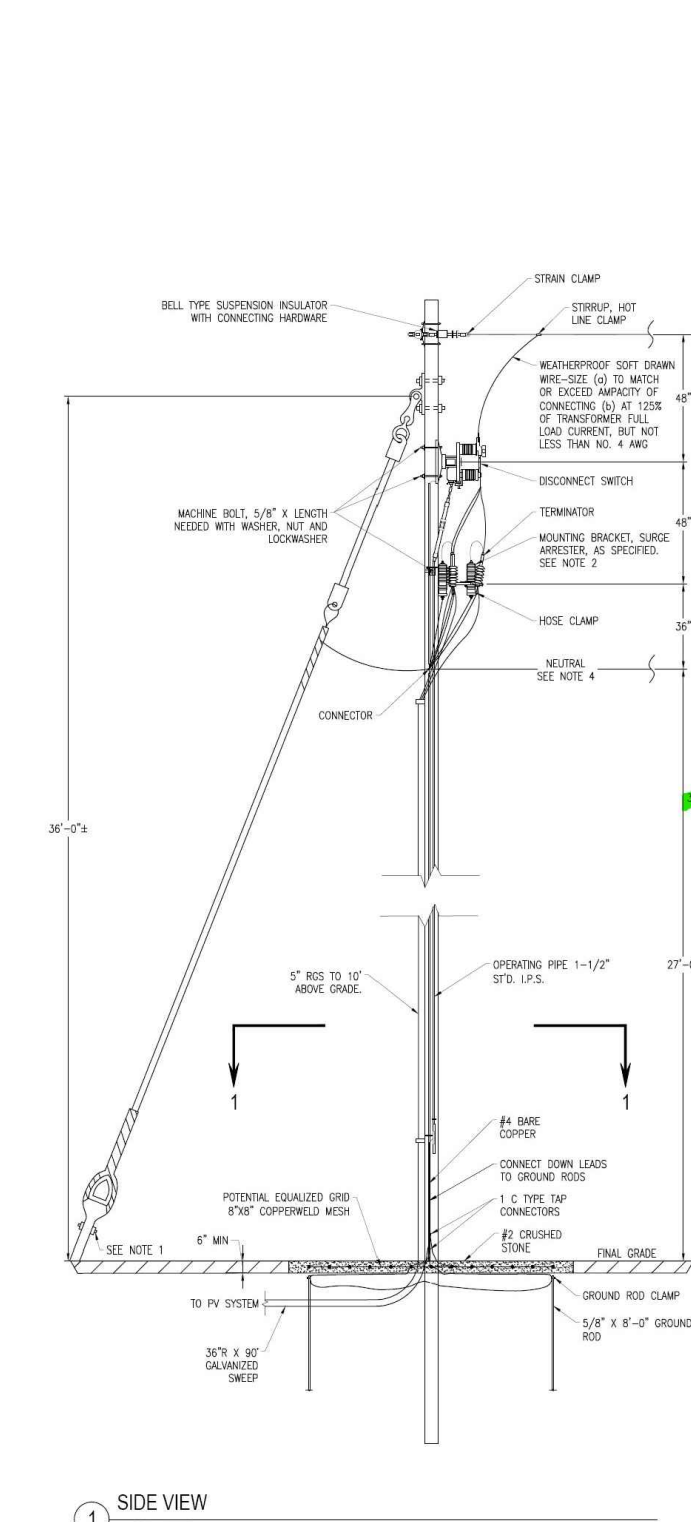 STRAIN CLAMP
BELL TYPE SUSPENSION INSULATOR
WITH CONNECTING HARDWARE
STIRRUP, HOT
LINE CLAMP
WEATHERPROOF SOFT DRAWN
WIRE-SIZE (a) TO MATCH
OR EXCEED AMPACITY OF
CONNECTING (b) AT 125%
OF TRANSFORMER FULL
LOAD CURRENT, BUT NOT
LESS THAN NO. 4 AWG
48"
DISCONNECT SWITCH
MACHINE BOLT, 5/8" X LENGTH
NEEDED WITH WASHER, NUT AND
LOCKWASHER
TERMINATOR
48"
MOUNTING BRACKET, SURGE
ARRESTER, AS SPECIFIED.
SEE NOTE 2
HOSE CLAMP
36"
NEUTRAL
SEE NOTE 4
CONNECTOR
36'-0"±
5" RGS TO 10'
ABOVE GRADE.
OPERATING PIPE 1-1/2"
ST'D. I.P.S.
27'-0
1
1
#4 BARE
COPPER
CONNECT DOWN LEADS
TO GROUND RODS
POTENTIAL EQUALIZED GRID
8"X8" COPPERWELD MESH
1 C TYPE TAP
CONNECTORS
#2 CRUSHED
STONE
6" MIN
SEE NOTE 1
FINAL GRADE
TO PV SYSTEM
GROUND ROD CLAMP
5/8" X 8'-0" GROUND
ROD
36"R X 90°
GALVANIZED
SWEEP
1
SIDE VIEW